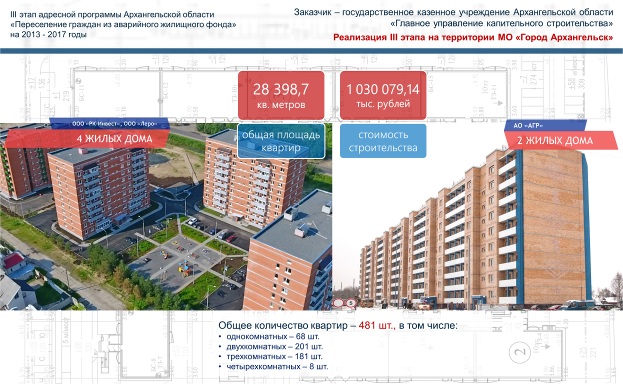 III этап адресной программы Архангельской области
«Переселение граждан из аварийного жилищного фонда»
на 2013 - 2017 годы
Заказчик – государственное казенное учреждение Архангельской области
«Главное управление капительного строительства»
Реализация III этапа на территории МО «Город Архангельск»
28 398,7
кв. метров
1 030 079,14
тыс. рублей
общая площадь
квартир
стоимость
строительства
ООО «РК-Инвест», ООО «Леро»
4 ЖИЛЫХ ДОМА
АО «АГР»
2 ЖИЛЫХ ДОМА
Общее количество квартир – 481 шт., в том числе:
• однокомнатных – 68 шт.
• двухкомнатных – 201 шт.
• трехкомнатных – 181 шт.
• четырехкомнатных – 8 шт.
2